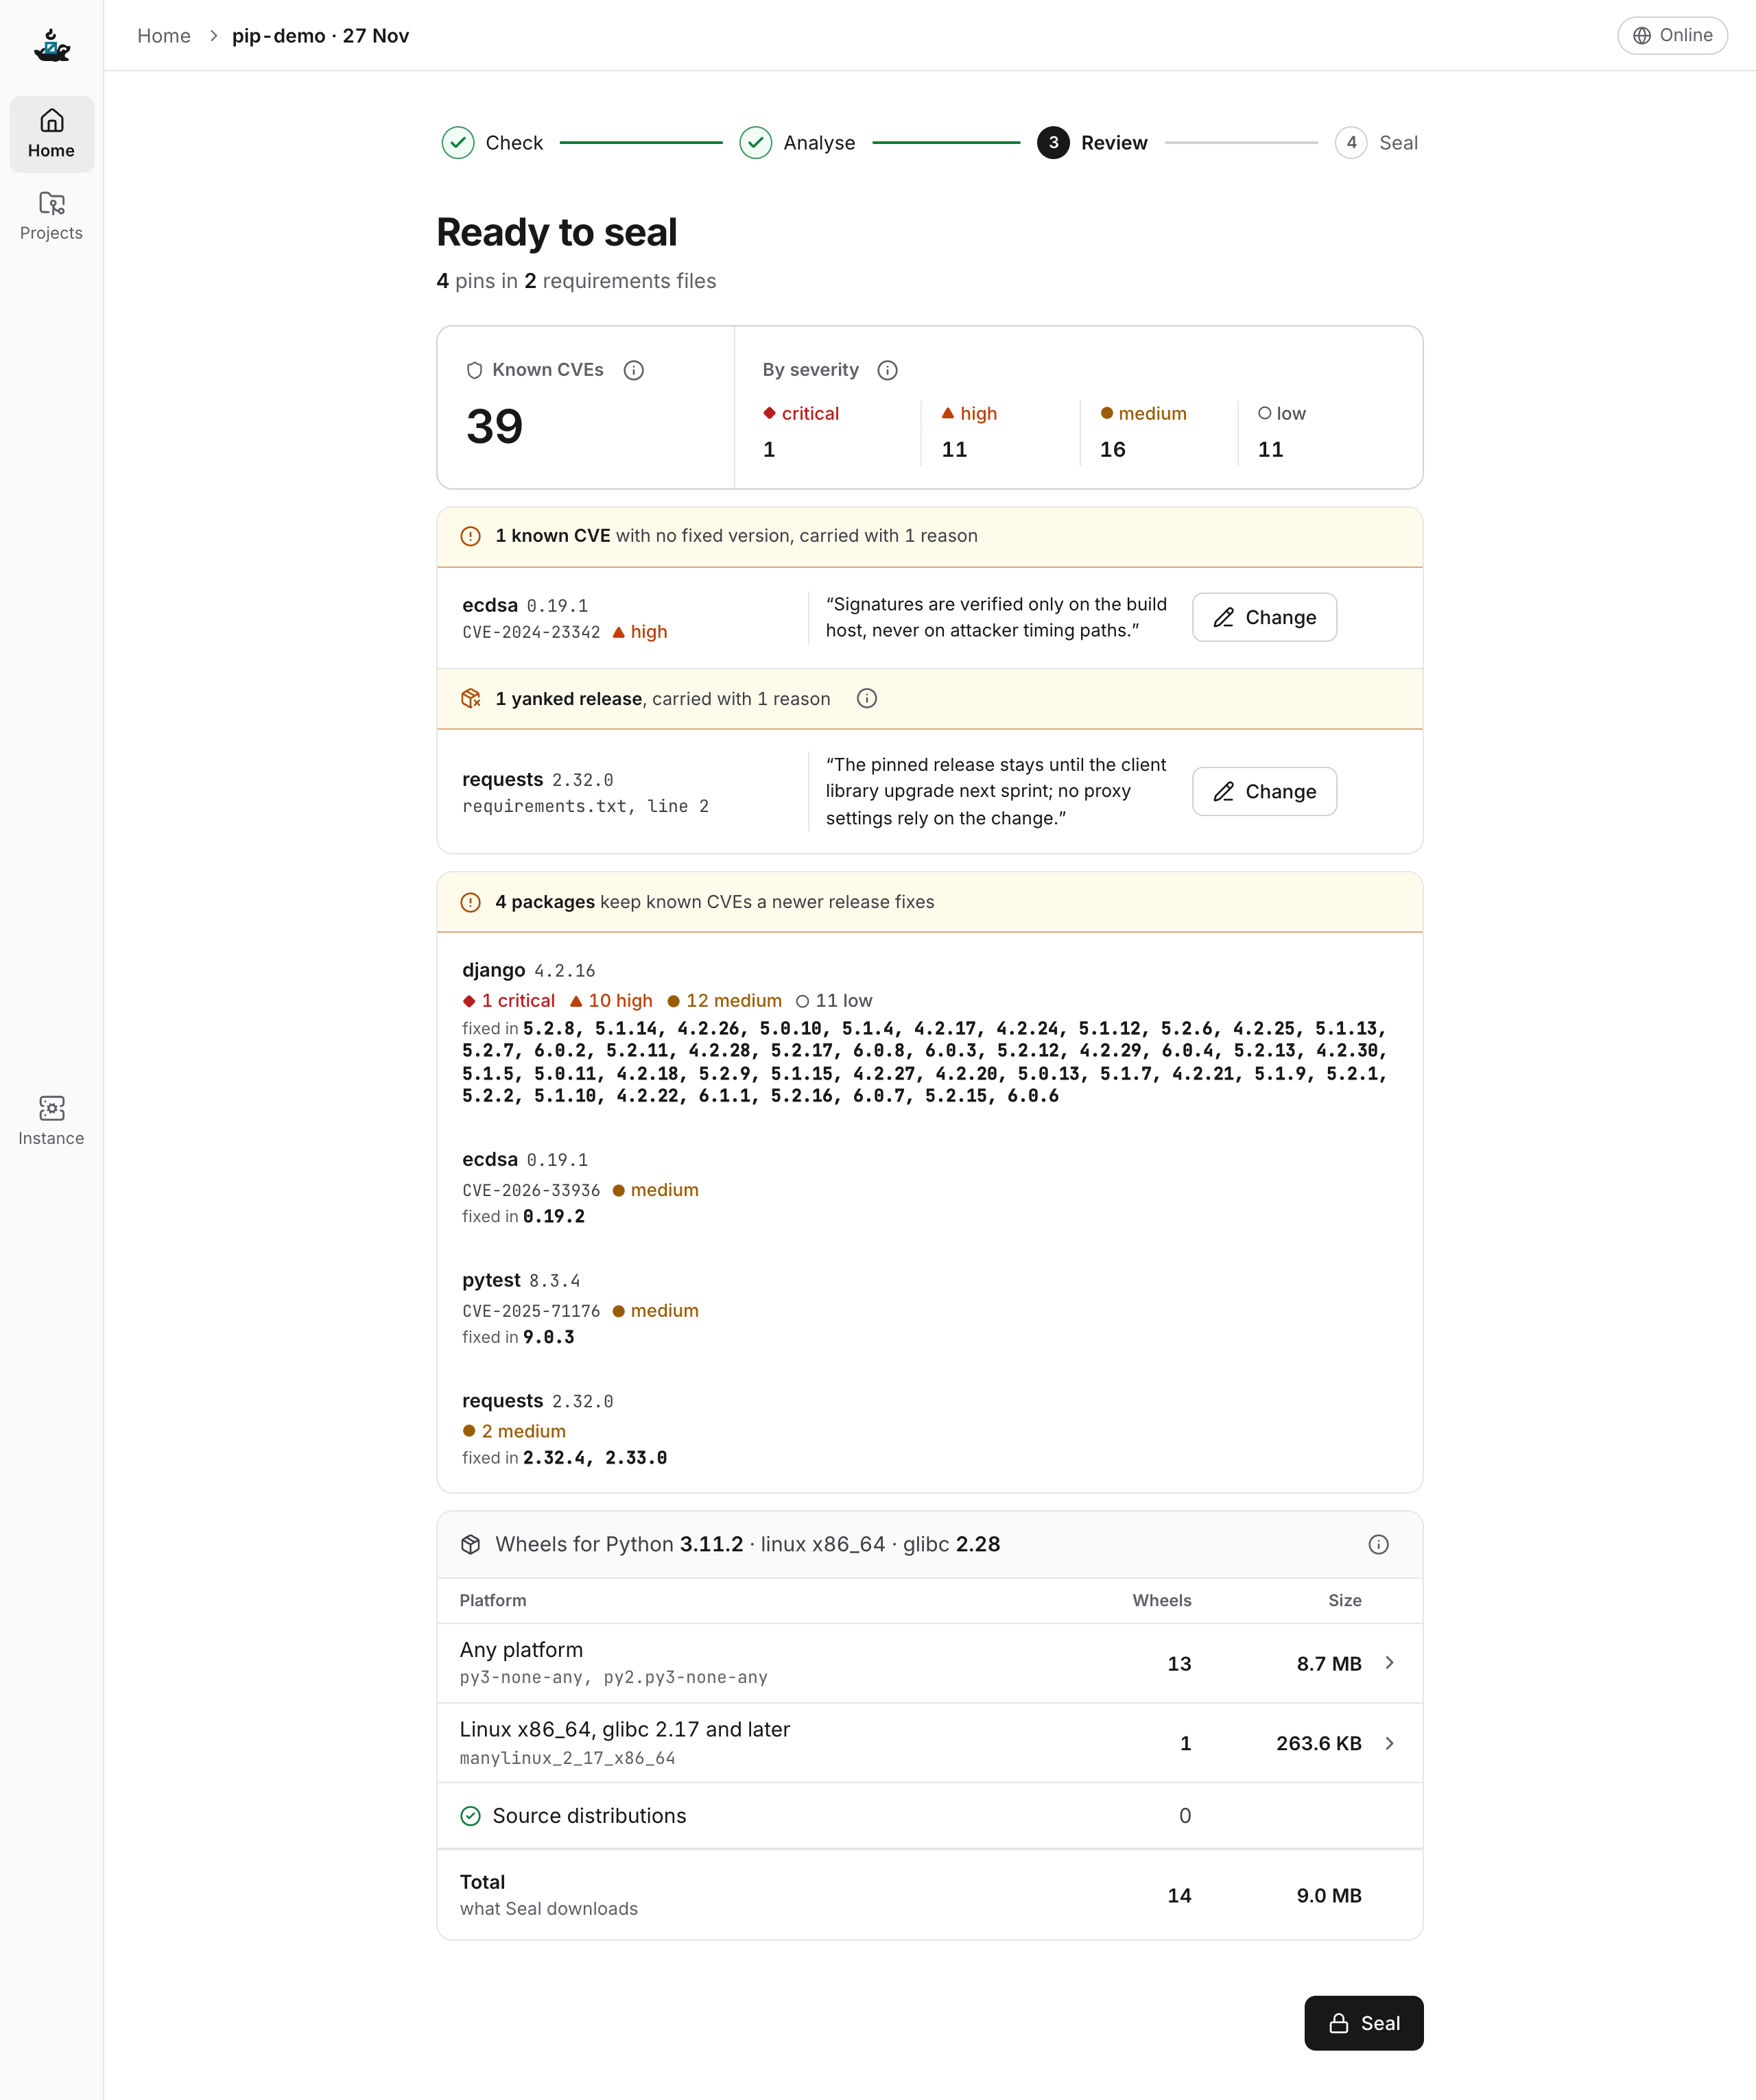 Home
pip-demo · 27 Nov
Online
Home
Projects
Instance
Check
Analyse
3
Review
4
Seal
Ready to seal
4 pins in 2 requirements files
Known CVEs
39
By severity
critical
1
high
11
medium
16
low
11
1 known CVE with no fixed version, carried with 1 reason
ecdsa 0.19.1
CVE-2024-23342 high
“Signatures are verified only on the build
host, never on attacker timing paths.”
Change
1 yanked release, carried with 1 reason
requests 2.32.0
requirements.txt, line 2
“The pinned release stays until the client
library upgrade next sprint; no proxy
settings rely on the change.”
Change
4 packages keep known CVEs a newer release fixes
django 4.2.16
1 critical 10 high 12 medium 11 low
fixed in 5.2.8, 5.1.14, 4.2.26, 5.0.10, 5.1.4, 4.2.17, 4.2.24, 5.1.12, 5.2.6, 4.2.25, 5.1.13,
5.2.7, 6.0.2, 5.2.11, 4.2.28, 5.2.17, 6.0.8, 6.0.3, 5.2.12, 4.2.29, 6.0.4, 5.2.13, 4.2.30,
5.1.5, 5.0.11, 4.2.18, 5.2.9, 5.1.15, 4.2.27, 4.2.20, 5.0.13, 5.1.7, 4.2.21, 5.1.9, 5.2.1,
5.2.2, 5.1.10, 4.2.22, 6.1.1, 5.2.16, 6.0.7, 5.2.15, 6.0.6
ecdsa 0.19.1
CVE-2026-33936 medium
fixed in 0.19.2
pytest 8.3.4
CVE-2025-71176 medium
fixed in 9.0.3
requests 2.32.0
2 medium
fixed in 2.32.4, 2.33.0
Wheels for Python 3.11.2 · linux x86_64 · glibc 2.28
Platform Wheels Size
Any platform
py3-none-any, py2.py3-none-any
13 8.7 MB
Linux x86_64, glibc 2.17 and later
manylinux_2_17_x86_64
1 263.6 KB
Source distributions 0
Total
what Seal downloads
14 9.0 MB
Seal